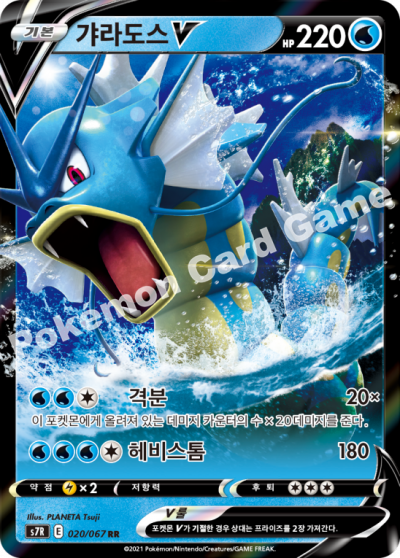 기본 갸라도스V HP220
Pokémon Card Game
격분 20×
이 포켓몬에게 올려져 있는 데미지 카운터의 수 × 20데미지를 준다.
헤비스톰 180
약점 ×2 저항력 후퇴
V룰
포켓몬 V가 기절한 경우 상대는 프라이즈를 2장 가져간다.
Illus. PLANETA Tsuji
s7R E 020/067 RR
©2021 Pokémon/Nintendo/Creatures/GAME FREAK.